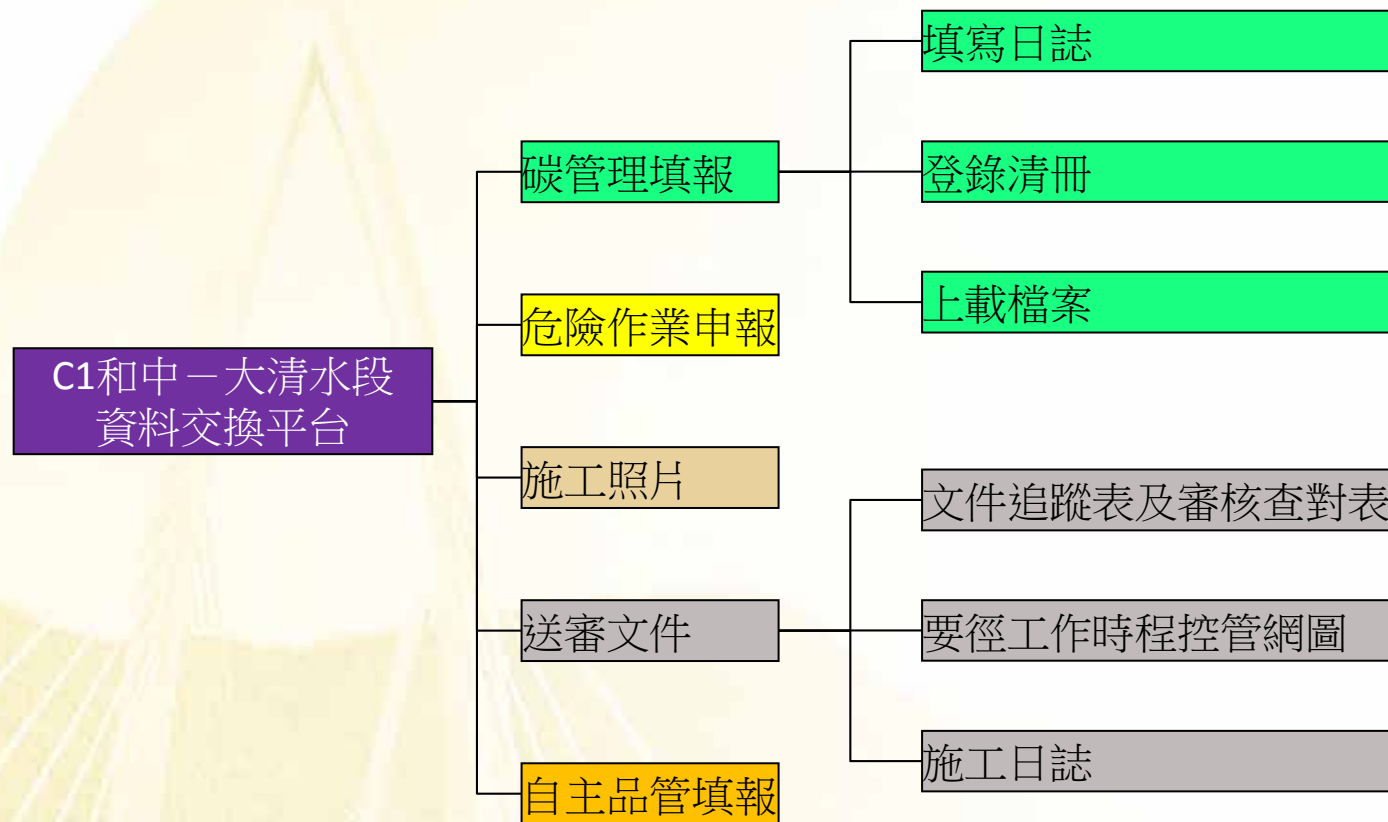 C1和中－大清水段
資料交換平台
碳管理填報
填寫日誌
登錄清冊
上載檔案
危險作業申報
施工照片
送審文件
文件追蹤表及審核查對表
要徑工作時程控管網圖
施工日誌
自主品管填報